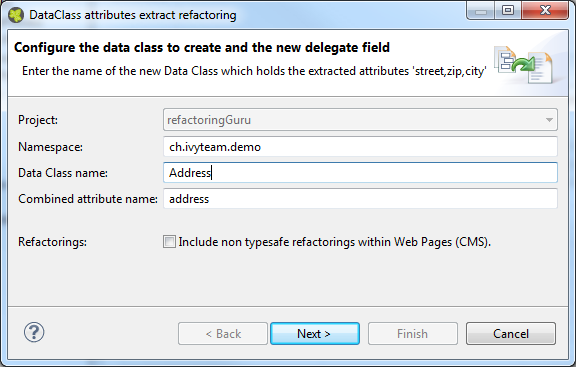 DataClass attributes extract refactoring
Configure the data class to create and the new delegate field
Enter the name of the new Data Class which holds the extracted attributes 'street,zip,city'
Project: refactoringGuru
Namespace: ch.ivyteam.demo
Data Class name: Address
Combined attribute name: address
Refactorings: Include non typesafe refactorings within Web Pages (CMS).
? < Back Next > Finish Cancel